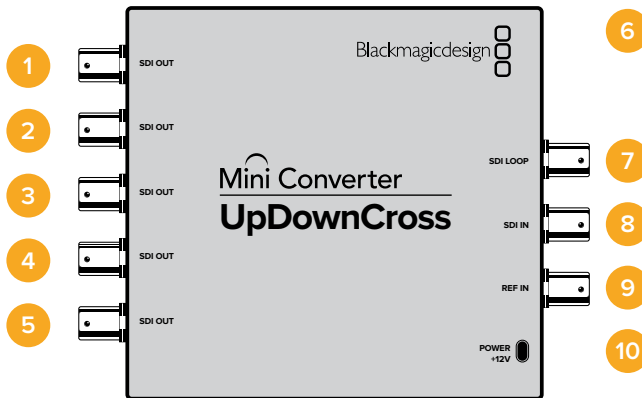 1
SDI OUT
2
SDI OUT
3
SDI OUT
4
SDI OUT
5
SDI OUT
Blackmagicdesign
Mini Converter
UpDownCross
6
SDI LOOP
7
SDI IN
8
REF IN
9
POWER
+12V
10